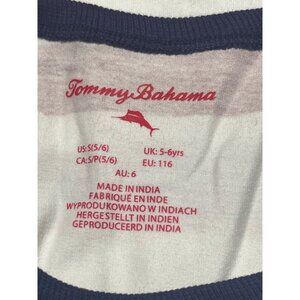 Tommy Bahama
US:S(5/6) UK: 5-6yrs
CA:S/P(5/6) EU: 116
AU: 6
MADE IN INDIA
FABRIQUÉ EN INDE
WYPRODUKOWANO W INDIACH
HERGESTELLT IN INDIEN
GEPRODUCEERD IN INDIA